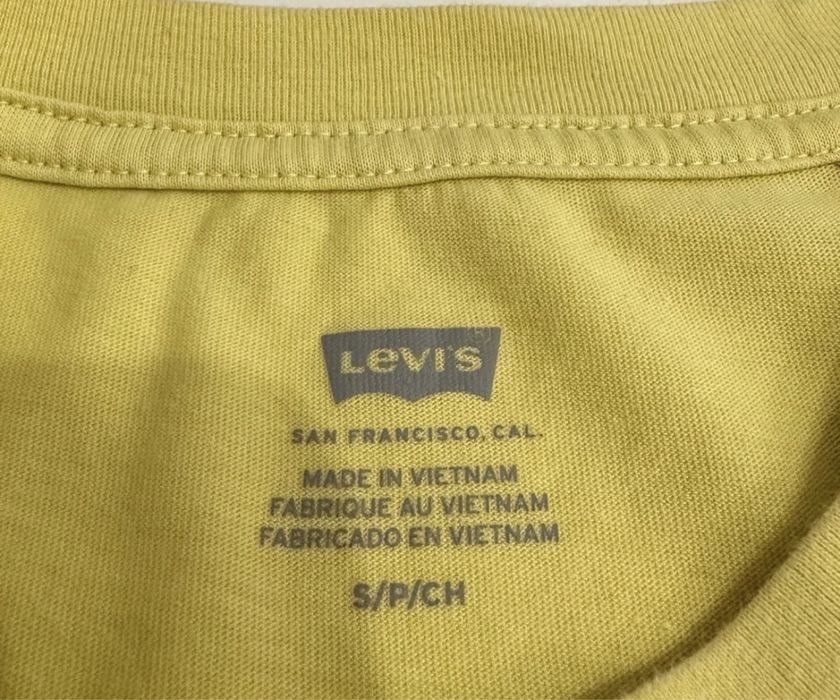 Levi's ®
SAN FRANCISCO, CAL.
MADE IN VIETNAM
FABRIQUE AU VIETNAM
FABRICADO EN VIETNAM
S/P/CH